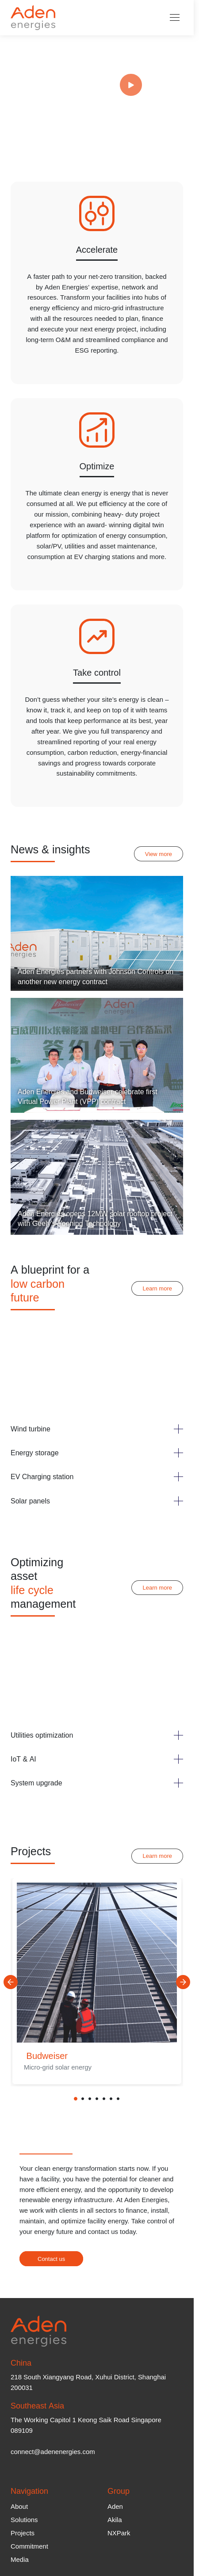 Aden
energies
Accelerate
A faster path to your net-zero transition, backed
by Aden Energies' expertise, network and
resources. Transform your facilities into hubs of
energy efficiency and micro-grid infrastructure
with all the resources needed to plan, finance
and execute your next energy project, including
long-term O&M and streamlined compliance and
ESG reporting.
Optimize
The ultimate clean energy is energy that is never
consumed at all. We put efficiency at the core of
our mission, combining heavy- duty project
experience with an award- winning digital twin
platform for optimization of energy consumption,
solar/PV, utilities and asset maintenance,
consumption at EV charging stations and more.
Take control
Don't guess whether your site's energy is clean –
know it, track it, and keep on top of it with teams
and tools that keep performance at its best, year
after year. We give you full transparency and
streamlined reporting of your real energy
consumption, carbon reduction, energy-financial
savings and progress towards corporate
sustainability commitments.
News & insights
View more
Aden
energies
Aden Energies partners with Johnson Controls on
another new energy contract
Aden
Aden Energies and Budweiser celebrate first
Virtual Power Plant (VPP) contract
Aden Energies opens 12MW solar rooftop project
with Geely's Yaoning Technology
A blueprint for a
low carbon
future
Learn more
Wind turbine
Energy storage
EV Charging station
Solar panels
Optimizing
asset
life cycle
management
Learn more
Utilities optimization
IoT & AI
System upgrade
Projects
Learn more
Budweiser
Micro-grid solar energy
Your clean energy transformation starts now. If you
have a facility, you have the potential for cleaner and
more efficient energy, and the opportunity to develop
renewable energy infrastructure. At Aden Energies,
we work with clients in all sectors to finance, install,
maintain, and optimize facility energy. Take control of
your energy future and contact us today.
Contact us
Aden
energies
China
218 South Xiangyang Road, Xuhui District, Shanghai
200031
Southeast Asia
The Working Capitol 1 Keong Saik Road Singapore
089109
connect@adenenergies.com
Navigation
Group
About
Aden
Solutions
Akila
Projects
NXPark
Commitment
Media